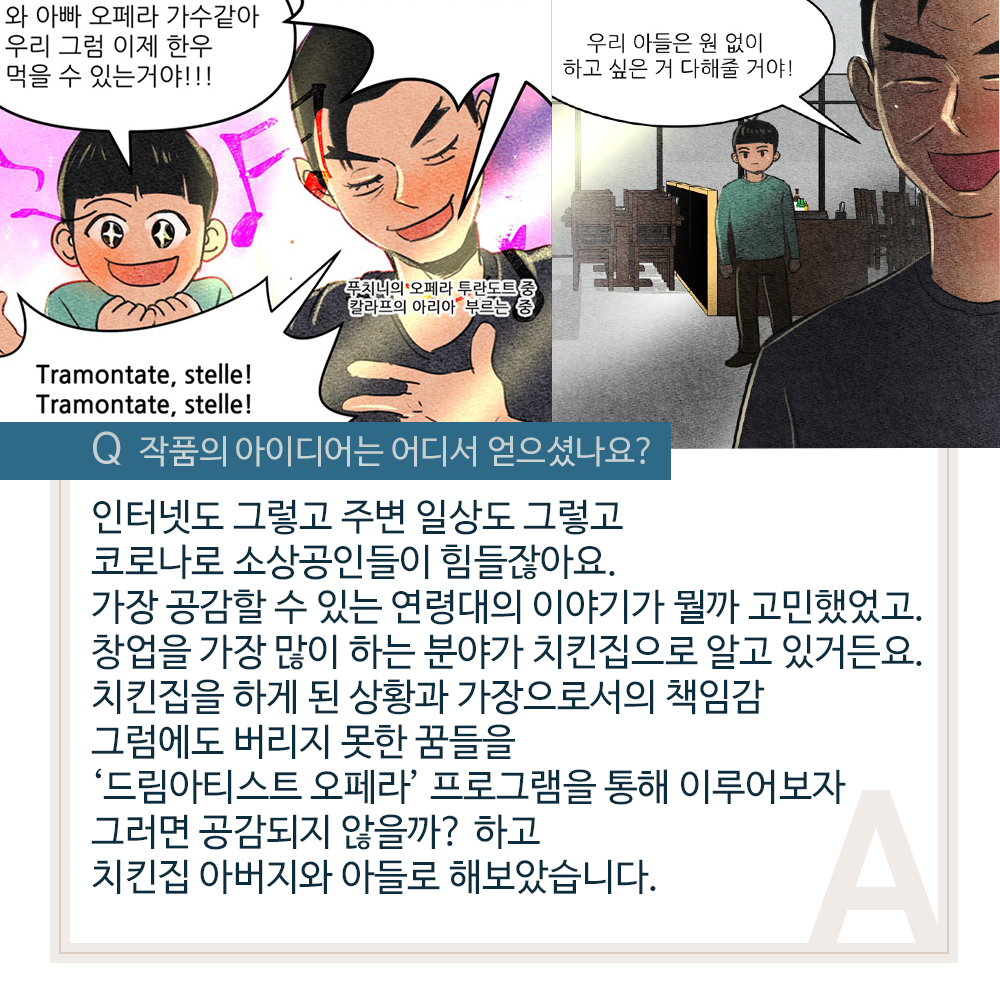 와 아빠 오페라 가수같아
우리 그럼 이제 한우
먹을 수 있는거야!!!
푸치니의 오페라 투란도트 중
칼라프의 아리아 부르는 중
Tramontate, stelle!
Tramontate, stelle!
우리 아들은 원 없이
하고 싶은 거 다해줄 거야!
Q 작품의 아이디어는 어디서 얻으셨나요?
인터넷도 그렇고 주변 일상도 그렇고
코로나로 소상공인들이 힘들잖아요.
가장 공감할 수 있는 연령대의 이야기가 뭘까 고민했었고.
창업을 가장 많이 하는 분야가 치킨집으로 알고 있거든요.
치킨집을 하게 된 상황과 가장으로서의 책임감
그럼에도 버리지 못한 꿈들을
‘드림아티스트 오페라’ 프로그램을 통해 이루어보자
그러면 공감되지 않을까? 하고
치킨집 아버지와 아들로 해보았습니다.
A